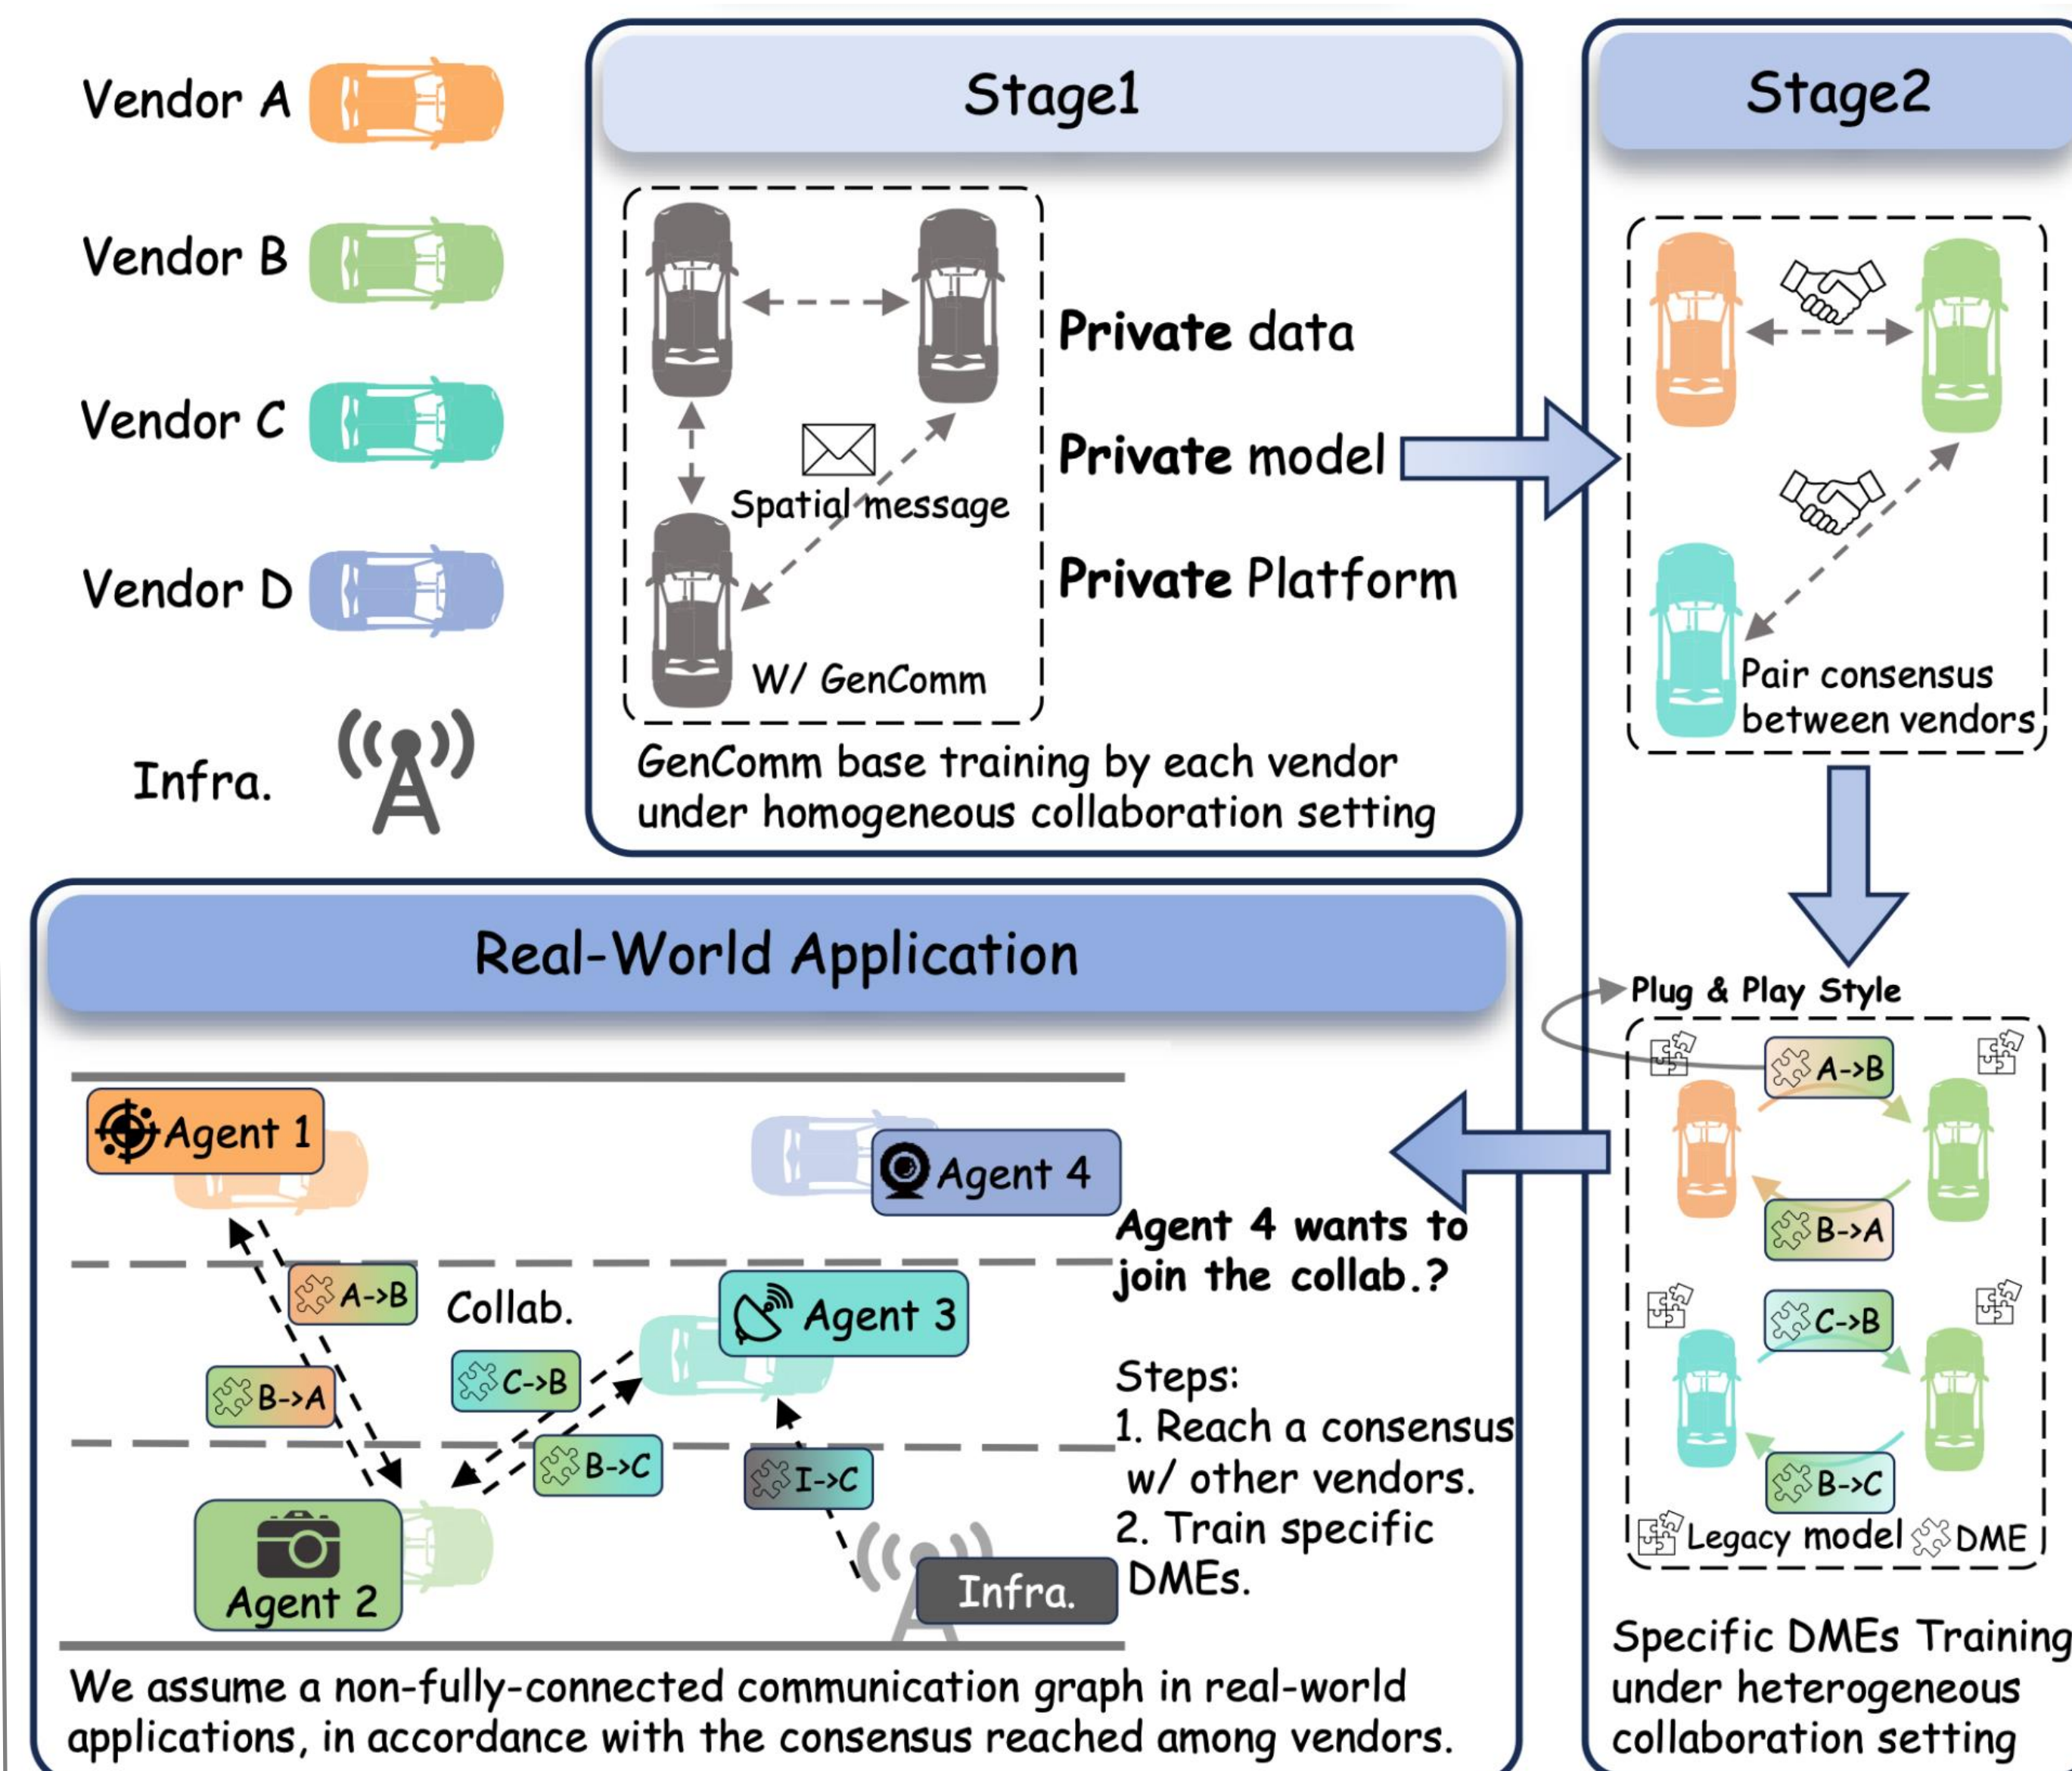 Vendor A
Vendor B
Vendor C
Vendor D
Infra.
Stage1
Spatial message
W/ GenComm
Private data
Private model
Private Platform
GenComm base training by each vendor
under homogeneous collaboration setting
Stage2
Pair consensus
between vendors
Plug & Play Style
A->B
B->A
C->B
B->C
Legacy model
DME
Specific DMEs Training
under heterogeneous
collaboration setting
Real-World Application
Agent 1
Agent 4
A->B
Collab.
Agent 3
B->A
C->B
B->C
I->C
Agent 2
Infra.
Agent 4 wants to
join the collab.?
Steps:
1. Reach a consensus
w/ other vendors.
2. Train specific
DMEs.
We assume a non-fully-connected communication graph in real-world
applications, in accordance with the consensus reached among vendors.